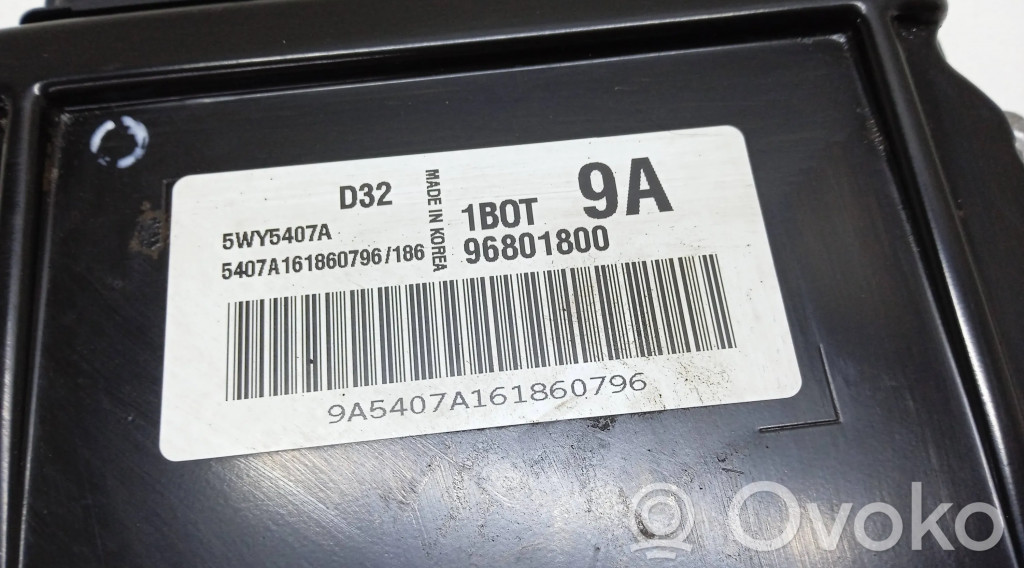 D32
5WY5407A
5407A161860796/186
MADE IN KOREA
1BOT 9A
96801800
9A5407A161860796
Ovoko